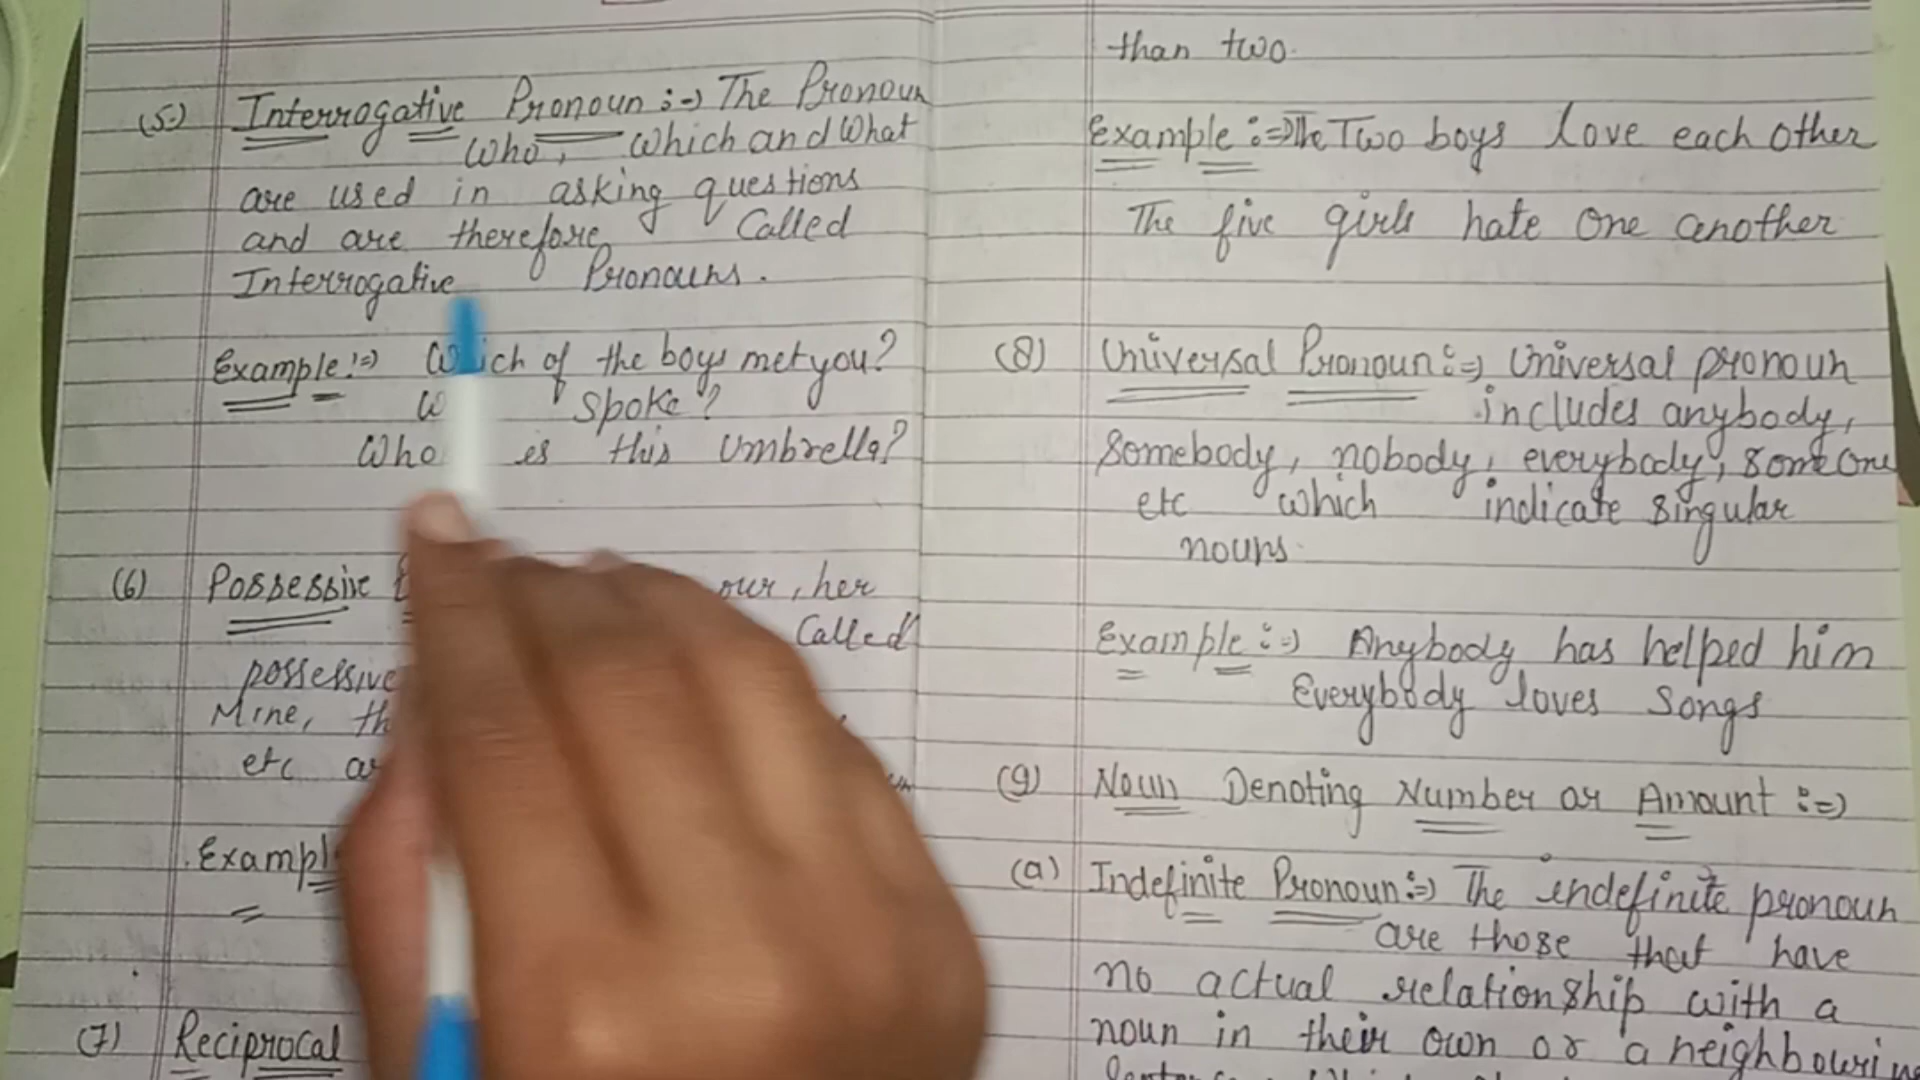 (5.) Interrogative Pronoun :-) The Pronoun
Who, Which and What
are used in asking questions
and are therefore Called
Interrogative Pronouns.
Example :-) Which of the boys met you?
Spoke?
is this Umbrella?
(6) Possessive our, her
Called
possessive
Mine,
etc
Example
(7) Reciprocal
than two.
Example :=) The Two boys love each other
The five girls hate One another
(8) Universal Pronoun :-) Universal pronoun
includes anybody,
Somebody, nobody, everybody, Someone
etc which indicate Singular
nouns.
Example :-) Anybody has helped him
Everybody loves Songs
(9) Noun Denoting Number or Amount :=)
(a) Indefinite Pronoun :-) The indefinite pronoun
are those that have
no actual relationship with a
noun in their own or a neighbouring